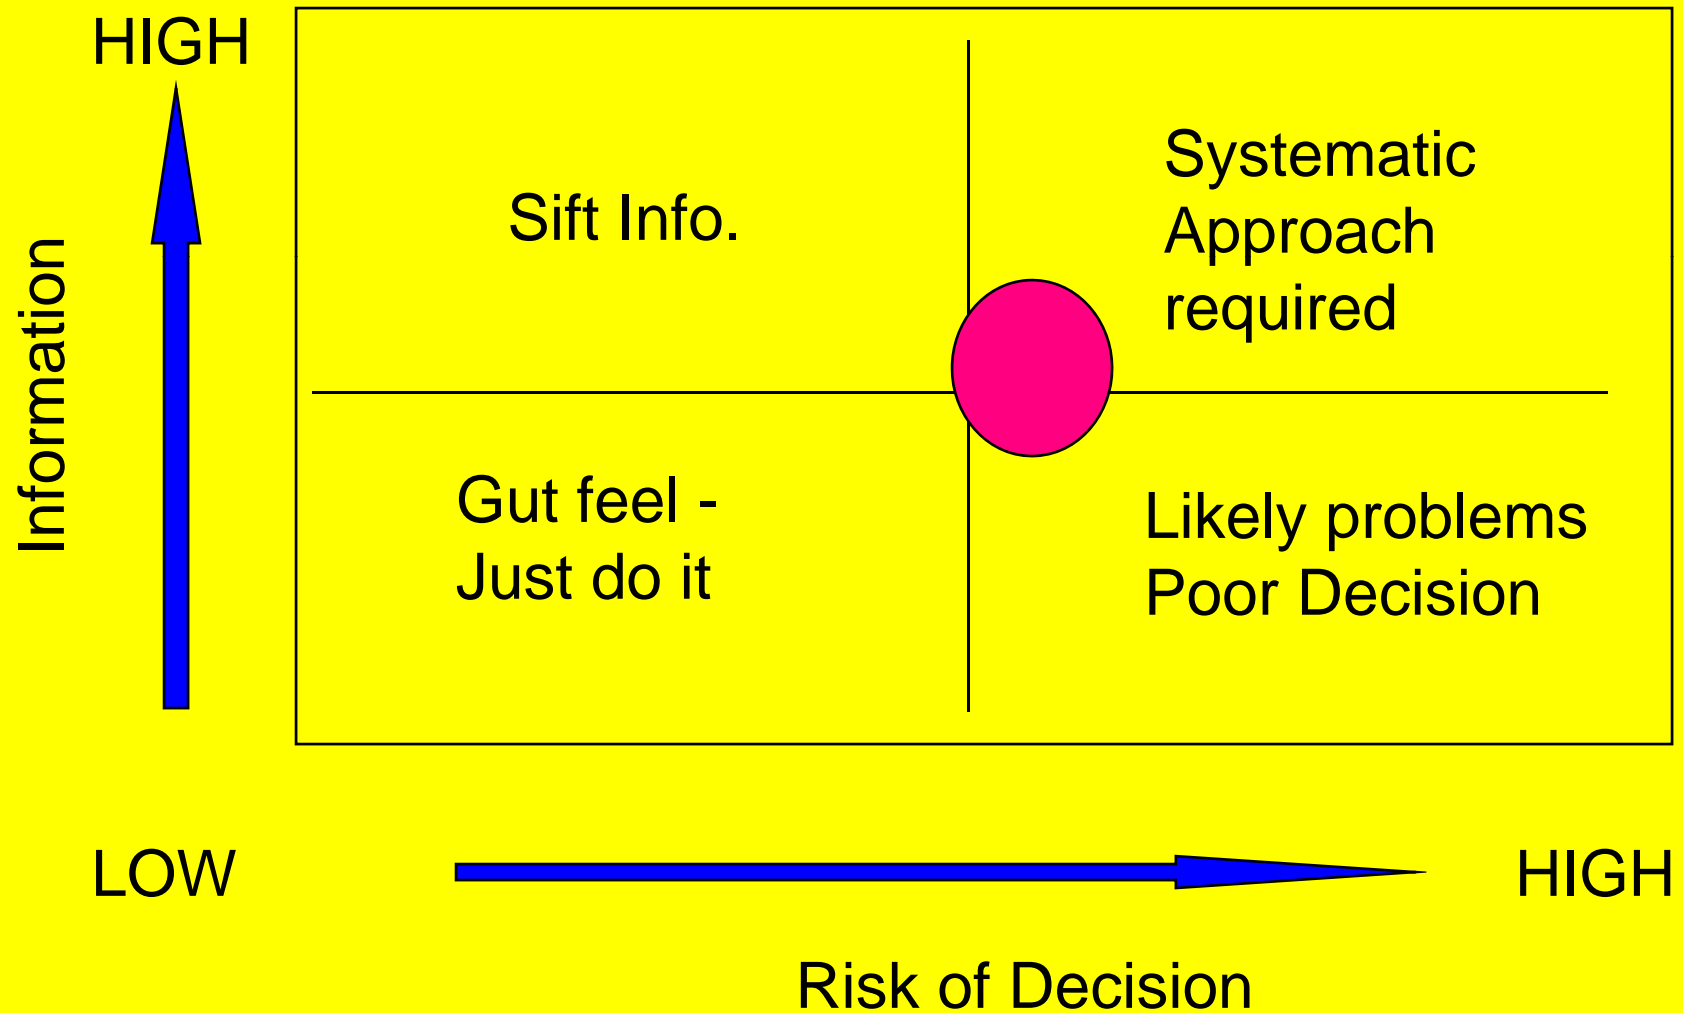 HIGH
Information
Sift Info.
Systematic
Approach
required
Gut feel -
Just do it
Likely problems
Poor Decision
LOW
HIGH
Risk of Decision